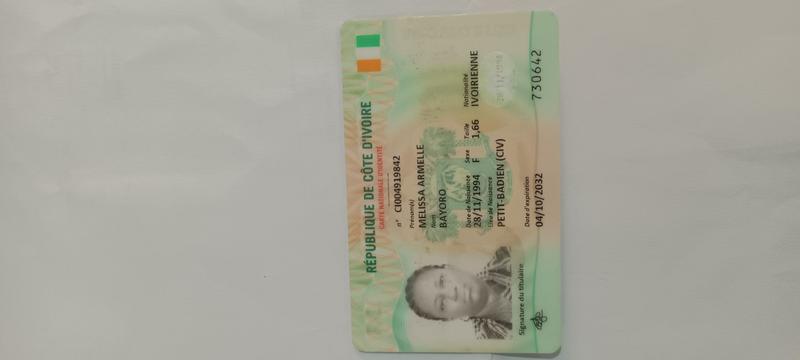 RÉPUBLIQUE DE CÔTE D'IVOIRE
CARTE NATIONALE D'IDENTITÉ
n° CI004919842
Prénom(s)
MELISSA ARMELLE
Nom
BAYORO
Date de Naissance Sexe Taille Nationalité
28/11/1994 F 1,66 IVOIRIENNE
Lieu de Naissance
PETIT-BADIEN (CIV)
Signature du titulaire
Date d'expiration
04/10/2032
730642